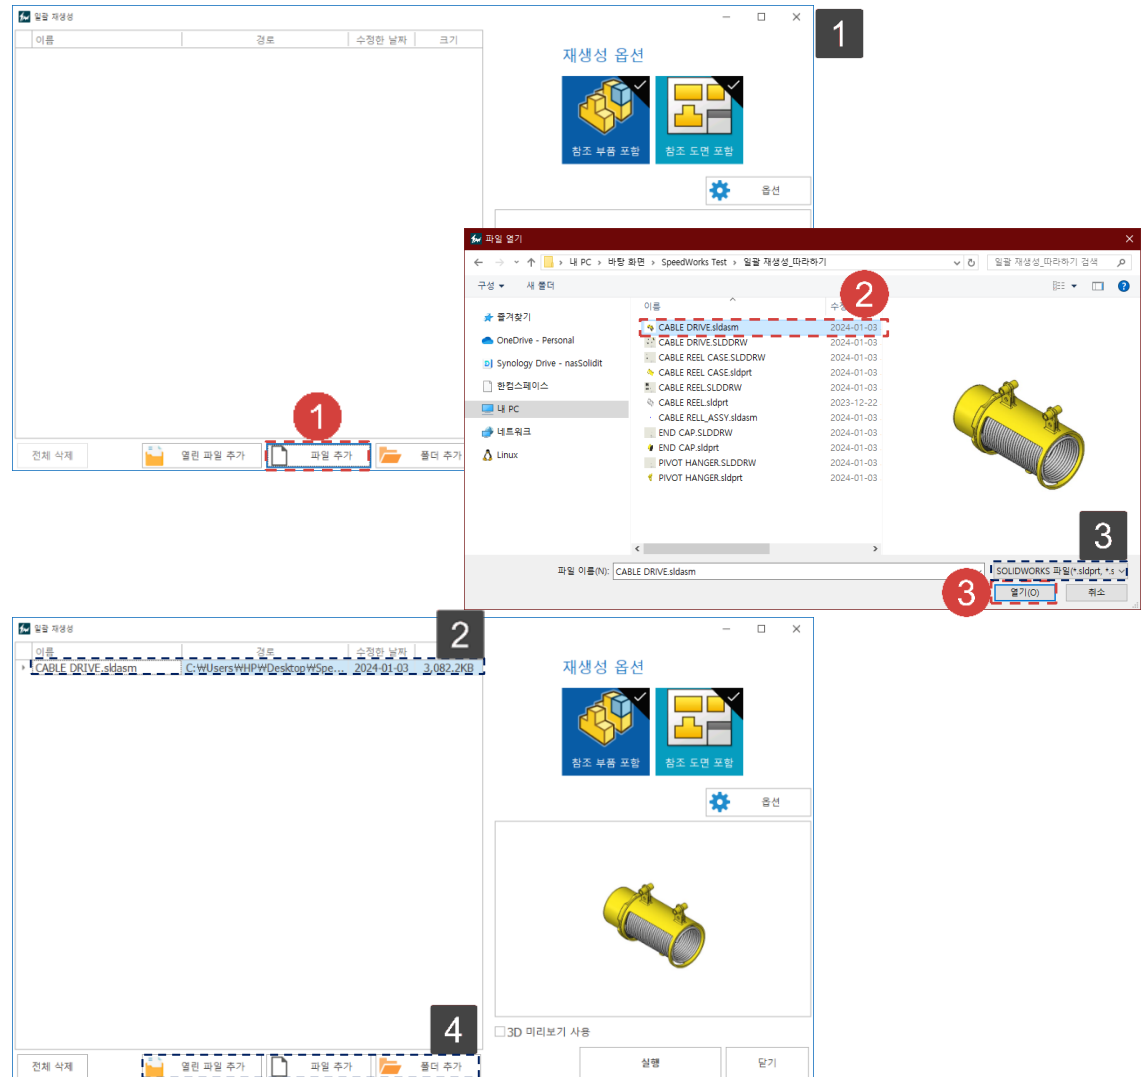 일괄 재생성
1
이름 경로 수정한 날짜 크기
재생성 옵션
참조 부품 포함 참조 도면 포함
옵션
1
전체 삭제 열린 파일 추가 파일 추가 폴더 추가
파일 열기
내 PC › 바탕 화면 › SpeedWorks Test › 일괄 재생성_따라하기
일괄 재생성_따라하기 검색
구성 새 폴더
2
이름
즐겨찾기
OneDrive - Personal
Synology Drive - nasSolidit
한컴스페이스
내 PC
네트워크
Linux
CABLE DRIVE.sldasm 2024-01-03
CABLE DRIVE.SLDDRW 2024-01-03
CABLE REEL CASE.SLDDRW 2024-01-03
CABLE REEL CASE.sldprt 2024-01-03
CABLE REEL.SLDDRW 2024-01-03
CABLE REEL.sldprt 2023-12-22
CABLE RELL_ASSY.sldasm 2024-01-03
END CAP.SLDDRW 2024-01-03
END CAP.sldprt 2024-01-03
PIVOT HANGER.SLDDRW 2024-01-03
PIVOT HANGER.sldprt 2024-01-03
3
파일 이름(N): CABLE DRIVE.sldasm
SOLIDWORKS 파일(*.sldprt, *.s
3
열기(O) 취소
일괄 재생성
2
이름 경로 수정한 날짜
CABLE DRIVE.sldasm C:₩Users₩HP₩Desktop₩Spe... 2024-01-03 3,082.2KB
재생성 옵션
참조 부품 포함 참조 도면 포함
옵션
4
3D 미리보기 사용
전체 삭제 열린 파일 추가 파일 추가 폴더 추가
실행 닫기